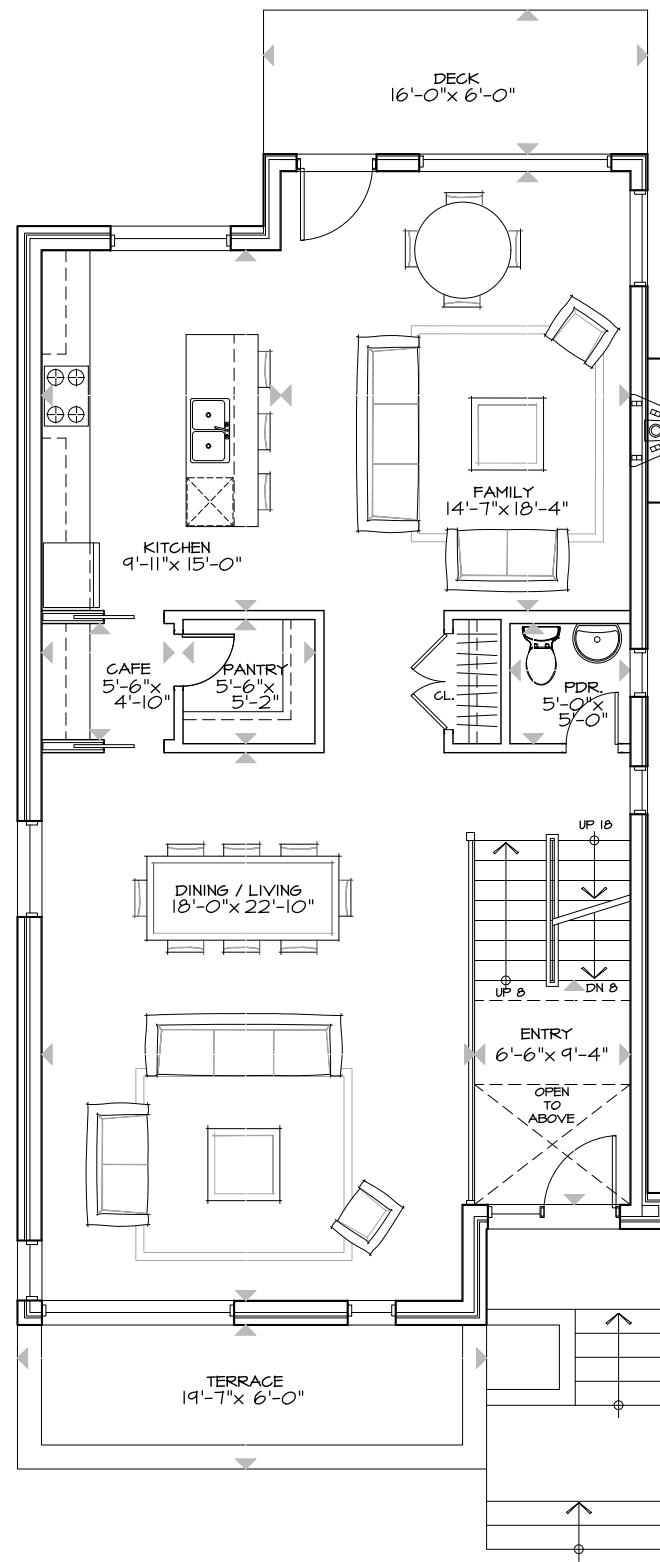 DECK
16'-0"x 6'-0"
FAMILY
14'-7"x 18'-4"
KITCHEN
9'-11"x 15'-0"
CAFE
5'-6"x
4'-10"
PANTRY
5'-6"x
5'-2"
CL.
PDR.
5'-0"x
5'-0"
UP 18
DINING / LIVING
18'-0"x 22'-10"
UP 8
DN 8
ENTRY
6'-6"x 9'-4"
OPEN
TO
ABOVE
TERRACE
19'-7"x 6'-0"